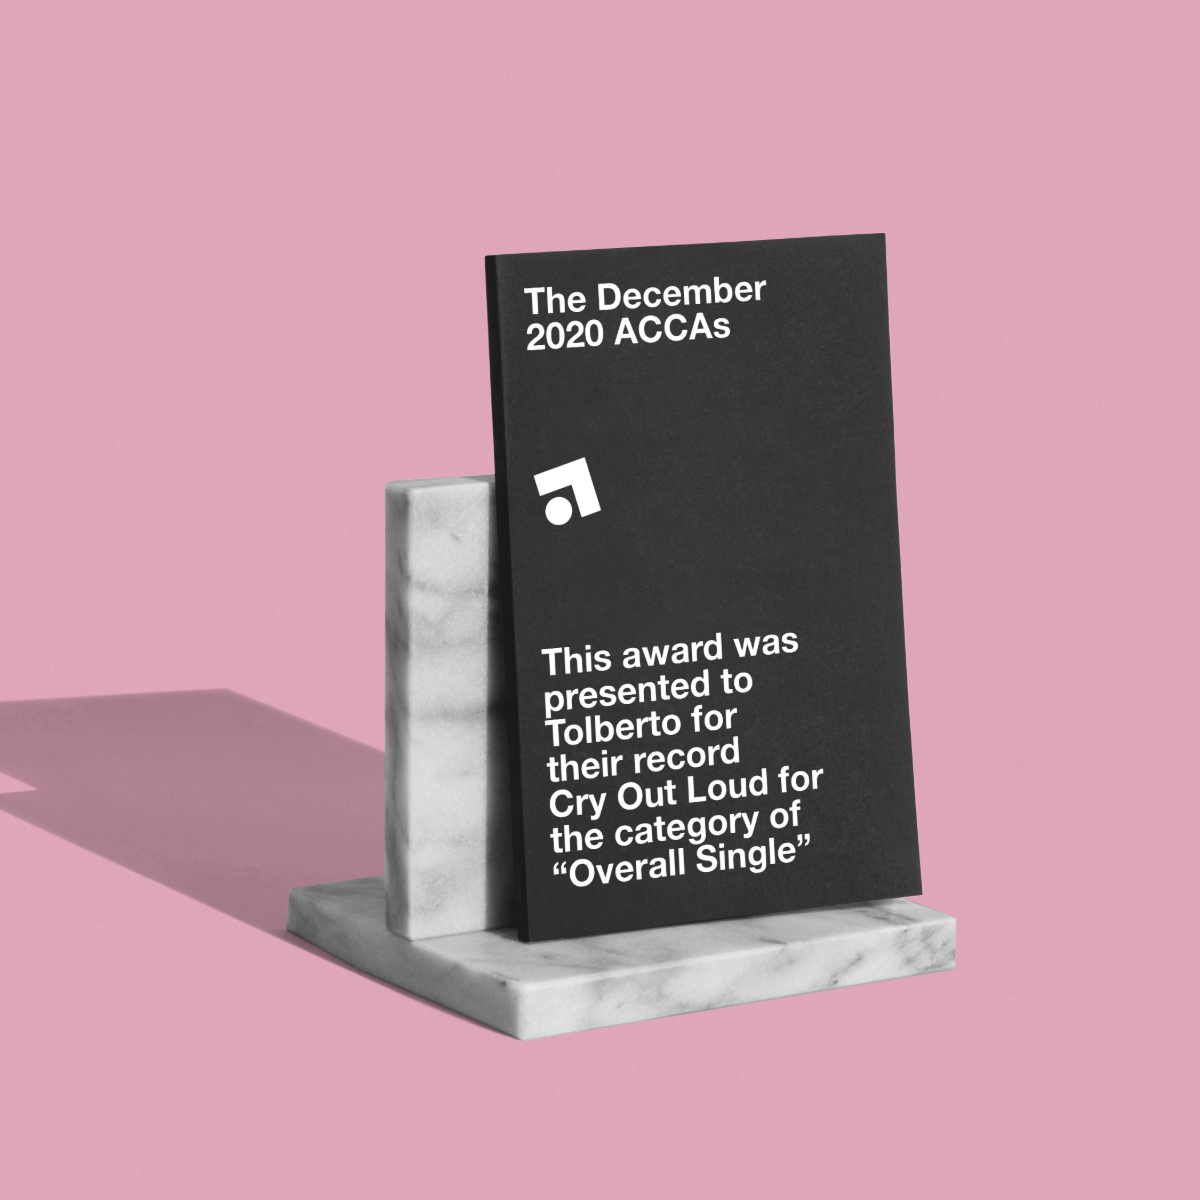 The December
2020 ACCAs
This award was
presented to
Tolberto for
their record
Cry Out Loud for
the category of
“Overall Single”